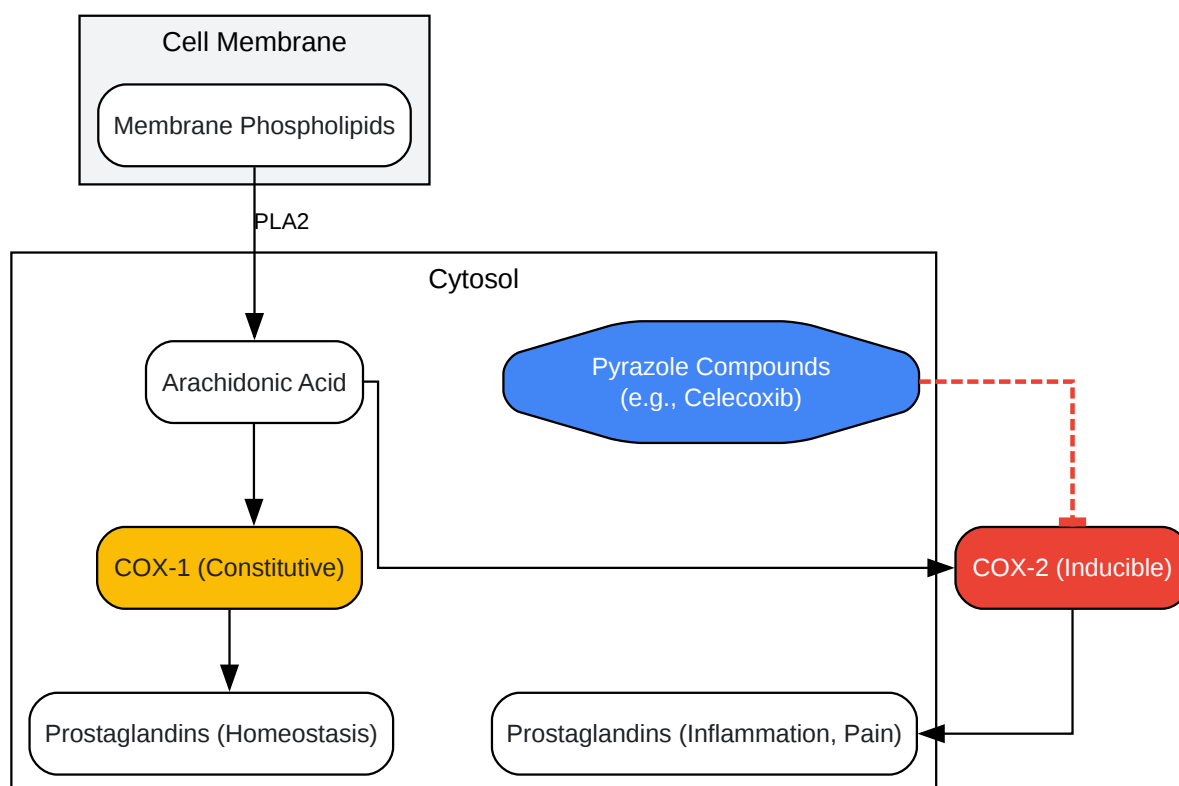 Cell Membrane
Membrane Phospholipids
PLA2
Cytosol
Arachidonic Acid
Pyrazole Compounds
(e.g., Celecoxib)
COX-1 (Constitutive)
COX-2 (Inducible)
Prostaglandins (Homeostasis)
Prostaglandins (Inflammation, Pain)